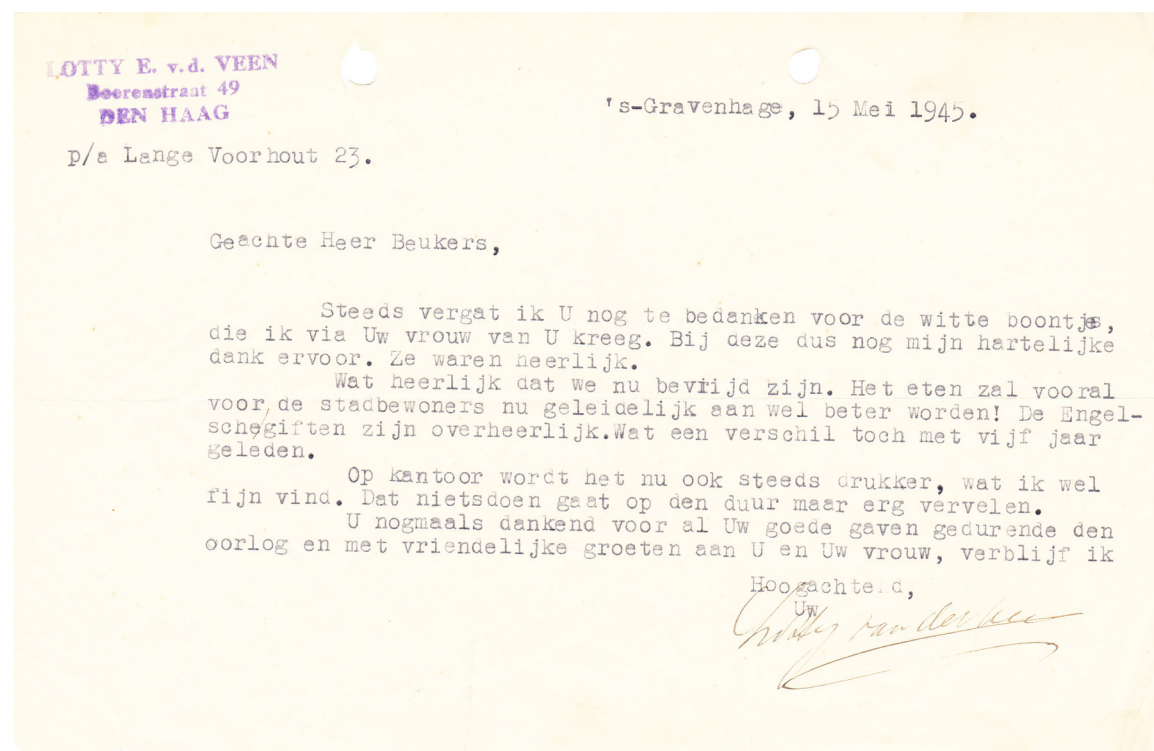 LOTTY E. v.d. VEEN
Boerenstraat 49
DEN HAAG
's-Gravenhage, 15 Mei 1945.
p/a Lange Voorhout 23.
Geachte Heer Beukers,
Steeds vergat ik U nog te bedanken voor de witte boontjes,
die ik via Uw vrouw van U kreeg. Bij deze dus nog mijn hartelijke
dank ervoor. Ze waren heerlijk.
Wat heerlijk dat we nu bevrijd zijn. Het eten zal vooral
voor de stadbewoners nu geleidelijk aan wel beter worden! De Engel-
sche giften zijn overheerlijk.Wat een verschil toch met vijf jaar
geleden.
Op kantoor wordt het nu ook steeds drukker, wat ik wel
fijn vind. Dat nietsdoen gaat op den duur maar erg vervelen.
U nogmaals dankend voor al Uw goede gaven gedurende den
oorlog en met vriendelijke groeten aan U en Uw vrouw, verblijf ik
Hoogachtend,
Uw
Lotty van der Veen